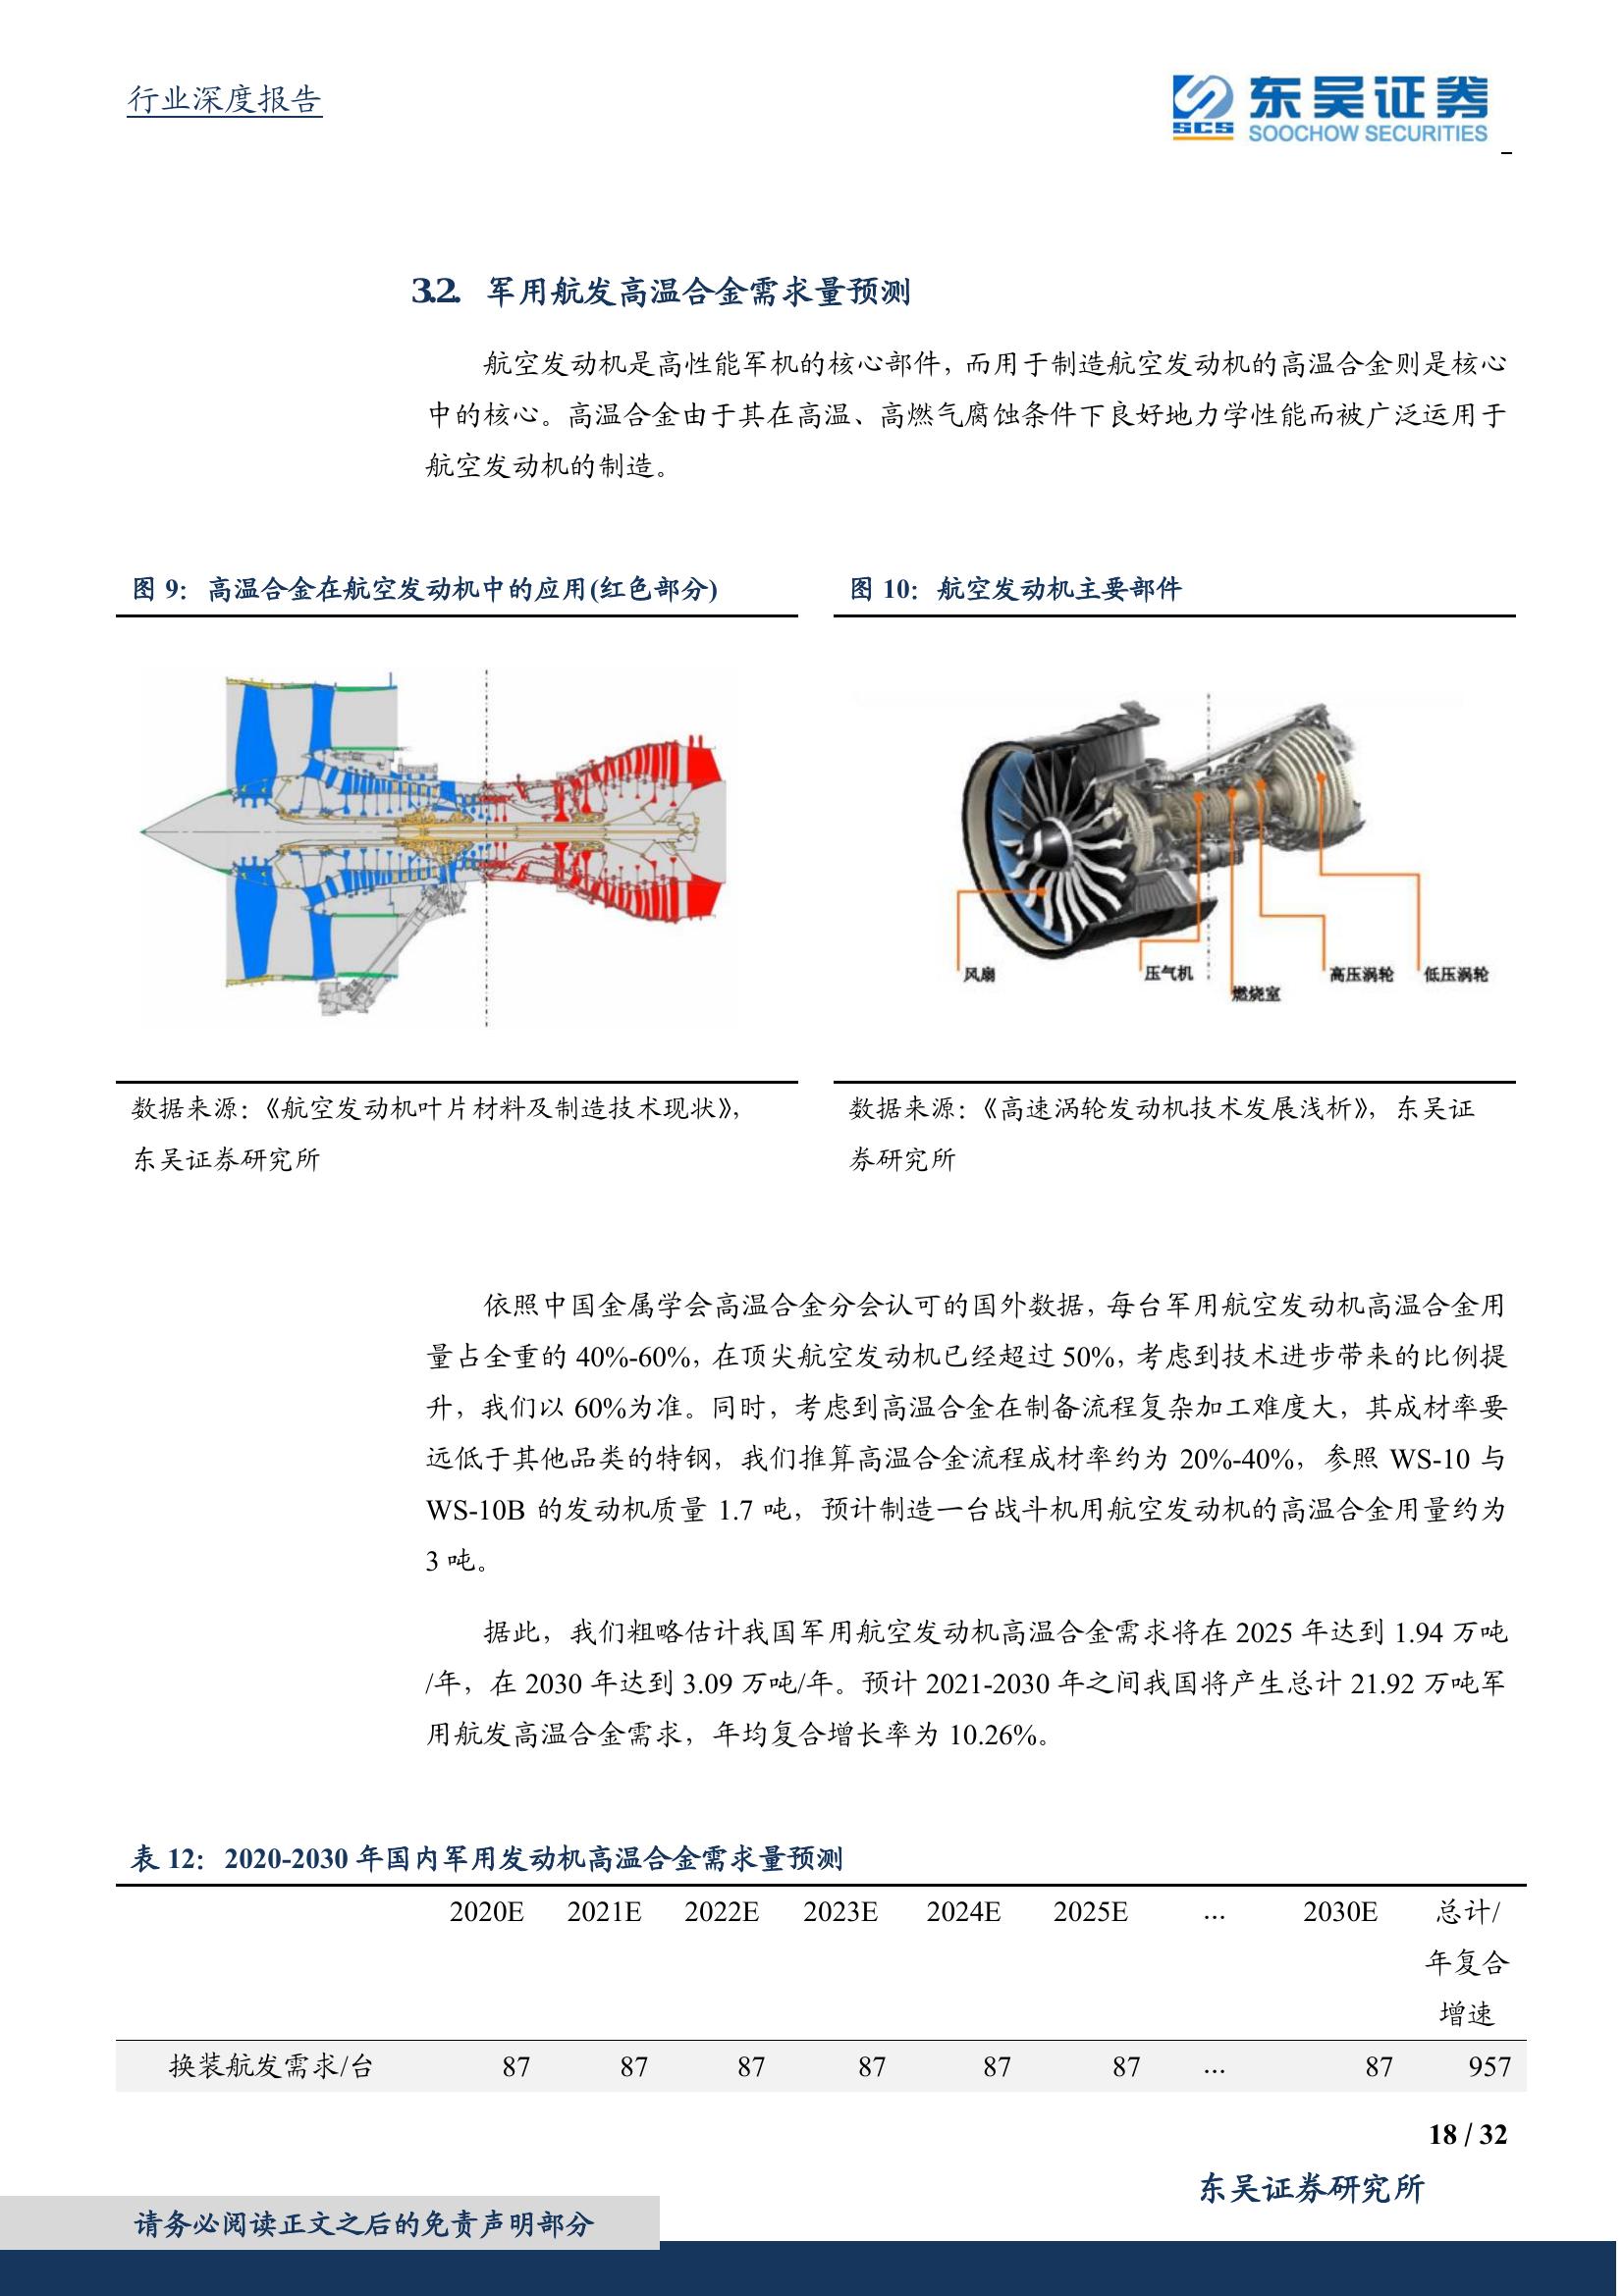 行业深度报告
东吴证券
SCS SOOCHOW SECURITIES
3.2. 军用航发高温合金需求量预测
航空发动机是高性能军机的核心部件，而用于制造航空发动机的高温合金则是核心
中的核心。高温合金由于其在高温、高燃气腐蚀条件下良好地力学性能而被广泛运用于
航空发动机的制造。
图 9：高温合金在航空发动机中的应用(红色部分)
图 10：航空发动机主要部件
风扇
压气机
燃烧室
高压涡轮
低压涡轮
数据来源：《航空发动机叶片材料及制造技术现状》，
东吴证券研究所
数据来源：《高速涡轮发动机技术发展浅析》，东吴证
券研究所
依照中国金属学会高温合金分会认可的国外数据，每台军用航空发动机高温合金用
量占全重的 40%-60%，在顶尖航空发动机已经超过 50%，考虑到技术进步带来的比例提
升，我们以 60%为准。同时，考虑到高温合金在制备流程复杂加工难度大，其成材率要
远低于其他品类的特钢，我们推算高温合金流程成材率约为 20%-40%，参照 WS-10 与
WS-10B 的发动机质量 1.7 吨，预计制造一台战斗机用航空发动机的高温合金用量约为
3 吨。
据此，我们粗略估计我国军用航空发动机高温合金需求将在 2025 年达到 1.94 万吨
/年，在 2030 年达到 3.09 万吨/年。预计 2021-2030 年之间我国将产生总计 21.92 万吨军
用航发高温合金需求，年均复合增长率为 10.26%。
表 12：2020-2030 年国内军用发动机高温合金需求量预测
2020E 2021E 2022E 2023E 2024E 2025E ... 2030E 总计/
年复合
增速
换装航发需求/台 87 87 87 87 87 87 ... 87 957
18 / 32
东吴证券研究所
请务必阅读正文之后的免责声明部分